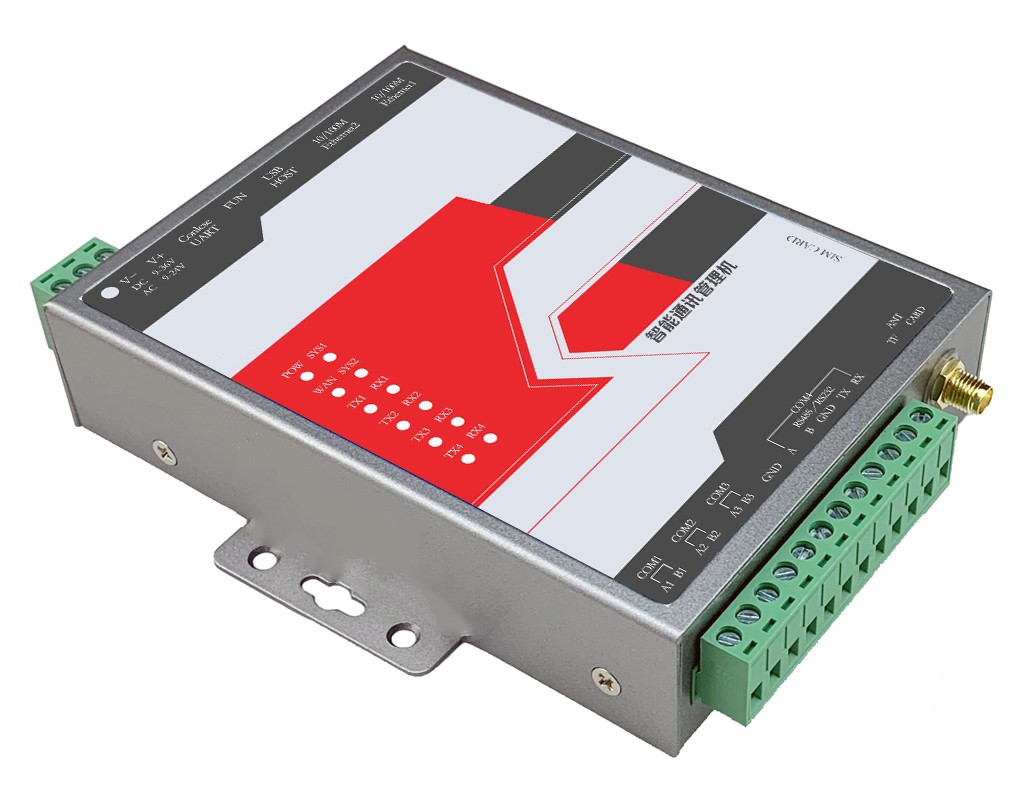 10/100M
Ethernet1
10/100M
Ethernet2
USB
HOST
FUN
Conlese
UART
V- V+
DC 9-36V
AC 9-24V
SIM CARD
智能通讯管理机
POW SYS1
WAN SYS2
TX1 RX1
TX2 RX2
TX3 RX3
TX4 RX4
ANT
TF CARD
COM4
RS485/RS232
A B GND TX RX
GND
COM3
A3 B3
COM2
A2 B2
COM1
A1 B1